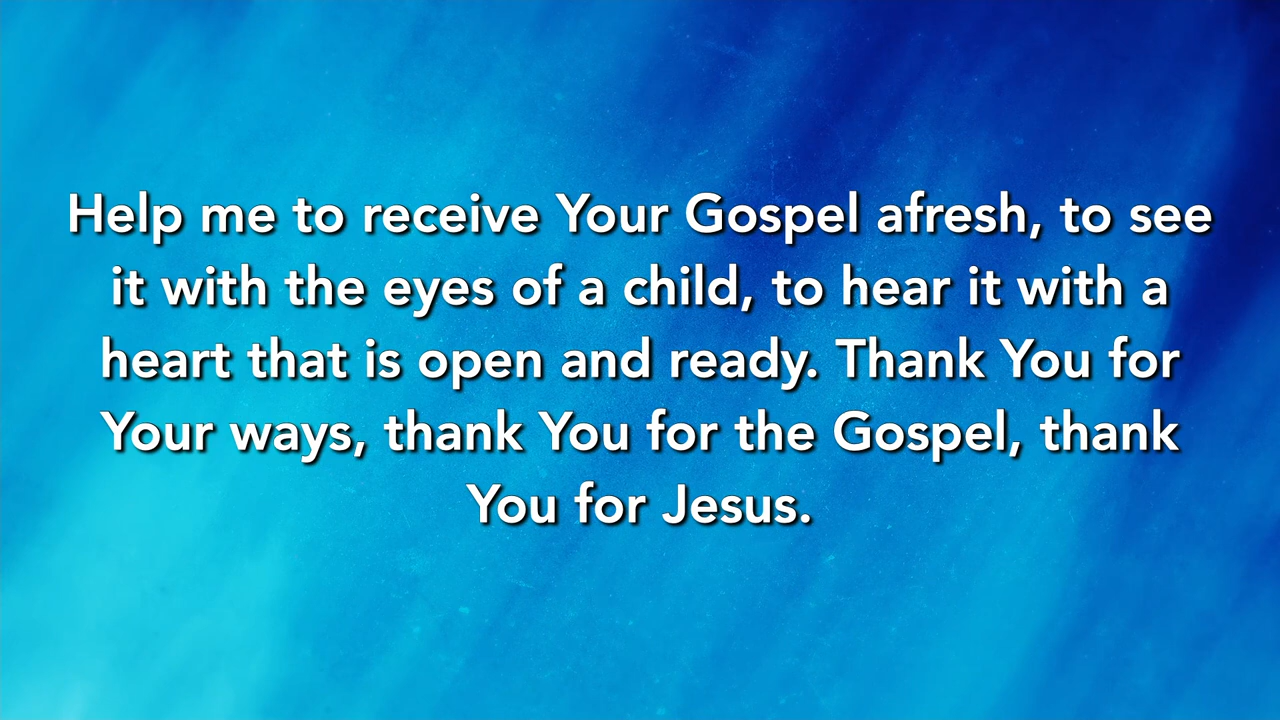 Help me to receive Your Gospel afresh, to see
it with the eyes of a child, to hear it with a
heart that is open and ready. Thank You for
Your ways, thank You for the Gospel, thank
You for Jesus.